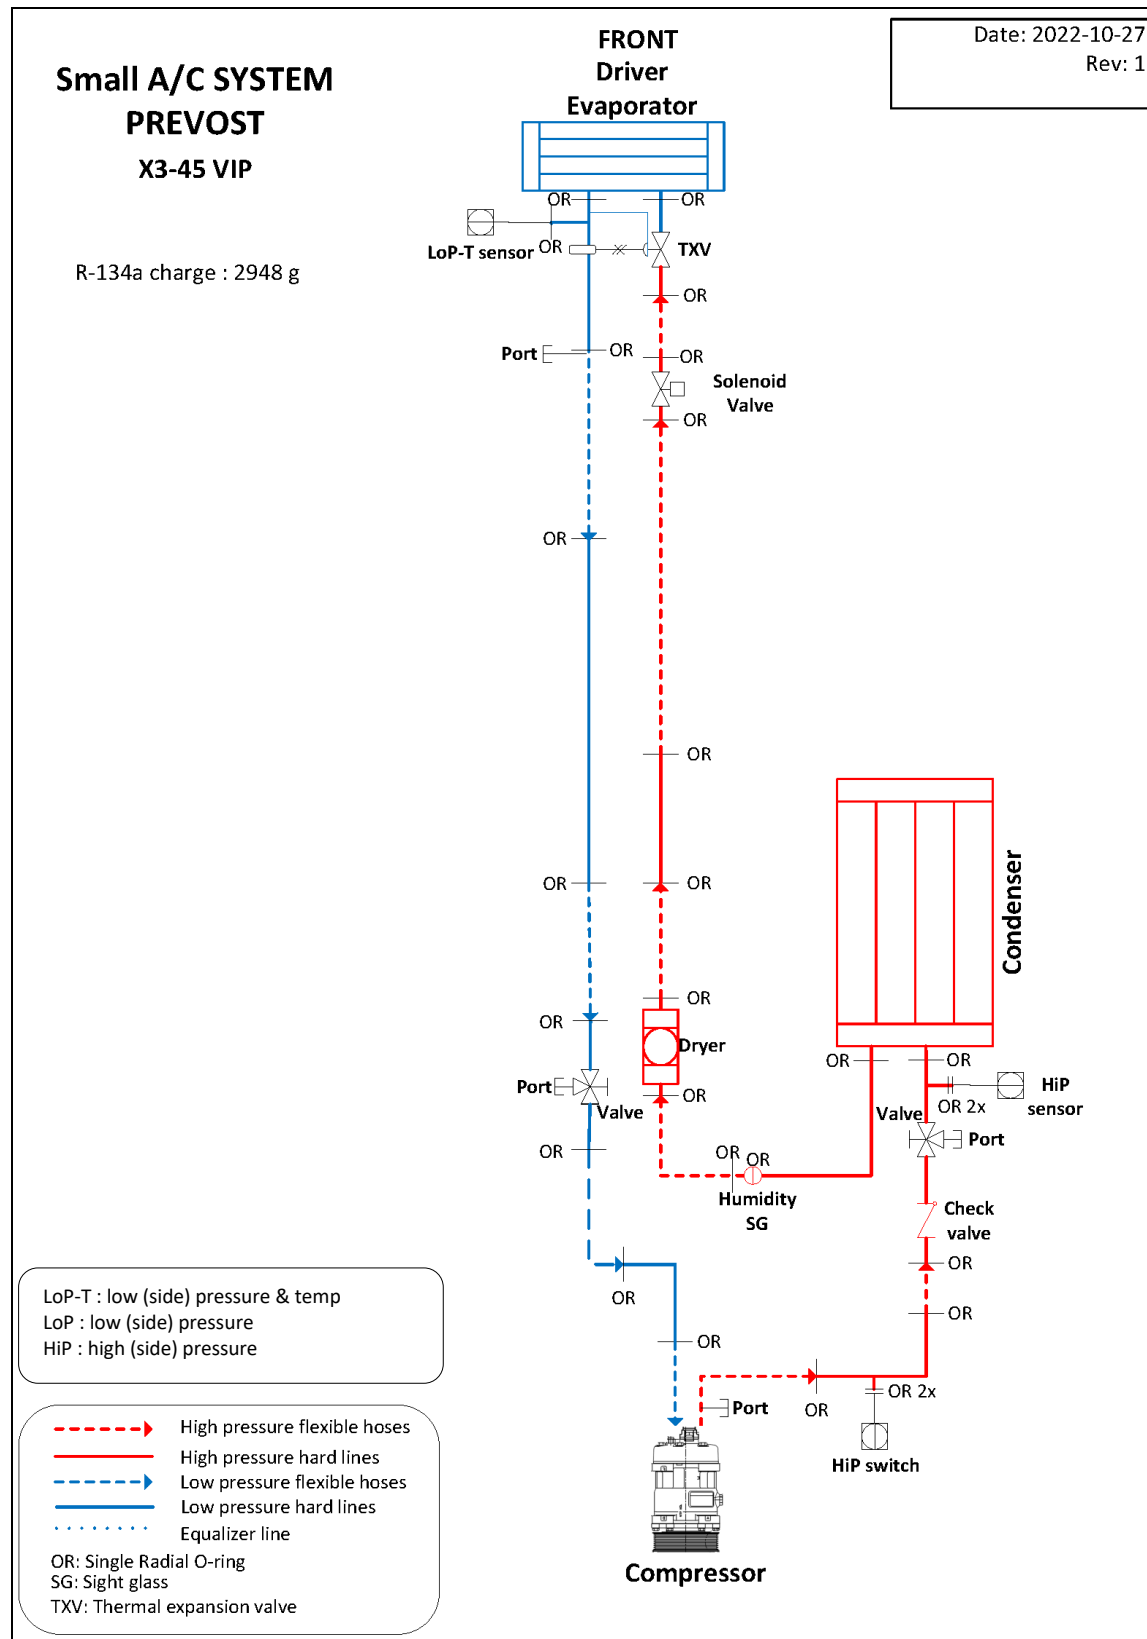 Small A/C SYSTEM
PREVOST
X3-45 VIP
R-134a charge : 2948 g
FRONT
Driver
Evaporator
Date: 2022-10-27
Rev: 1
OR
OR
LoP-T sensor
OR
TXV
OR
Port
OR
OR
Solenoid
Valve
OR
OR
OR
OR
OR
Condenser
OR
OR
Dryer
OR
OR
OR
Port
Valve
OR
OR 2x
HiP
sensor
Valve
Port
OR
OR
OR
Humidity
SG
Check
valve
OR
OR
OR
OR
Port
OR
OR 2x
HiP switch
Compressor
LoP-T : low (side) pressure & temp
LoP : low (side) pressure
HiP : high (side) pressure
High pressure flexible hoses
High pressure hard lines
Low pressure flexible hoses
Low pressure hard lines
Equalizer line
OR: Single Radial O-ring
SG: Sight glass
TXV: Thermal expansion valve